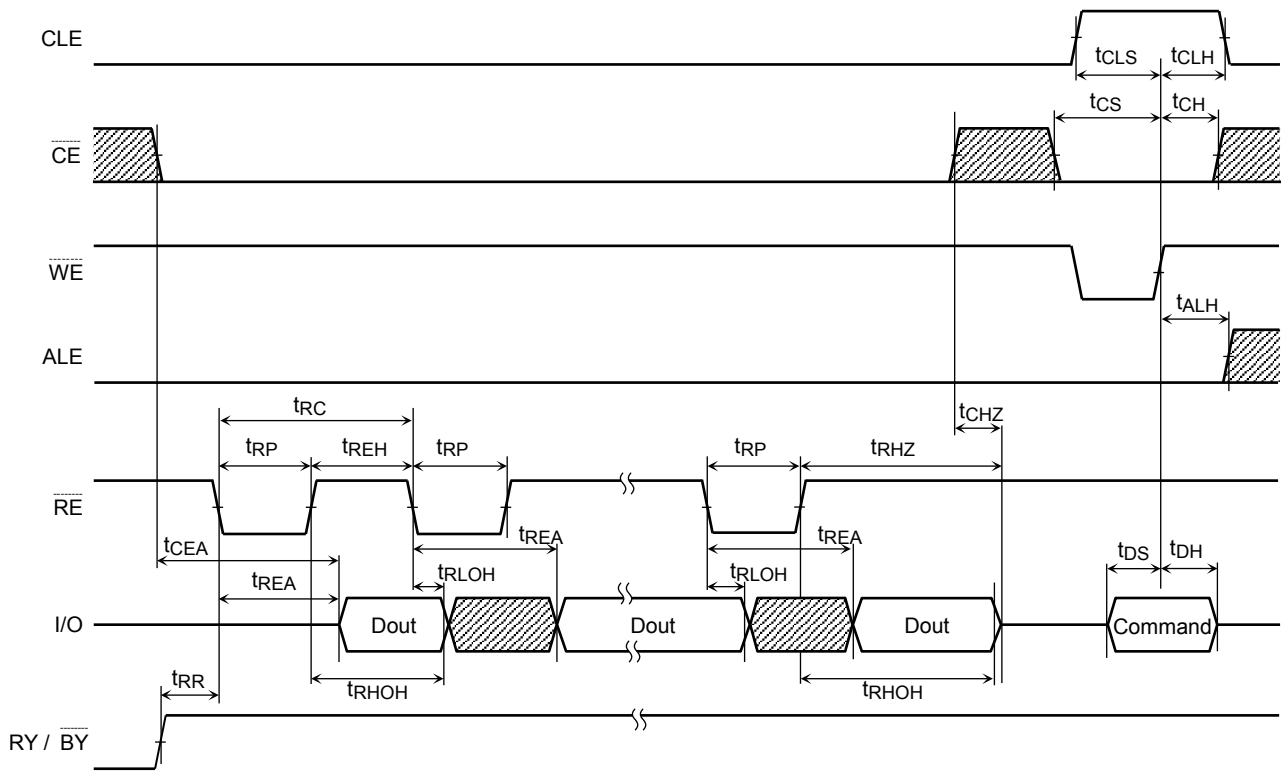 CLE
tCLS tCLH
tCS tCH
CE
WE
tALH
ALE
tRC
tCHZ
tRP tREH tRP tRP tRHZ
RE
tCEA tREA tREA
tDS tDH
tREA tRLOH tRLOH
I/O Dout Dout Dout Command
tRR tRHOH tRHOH
RY / BY